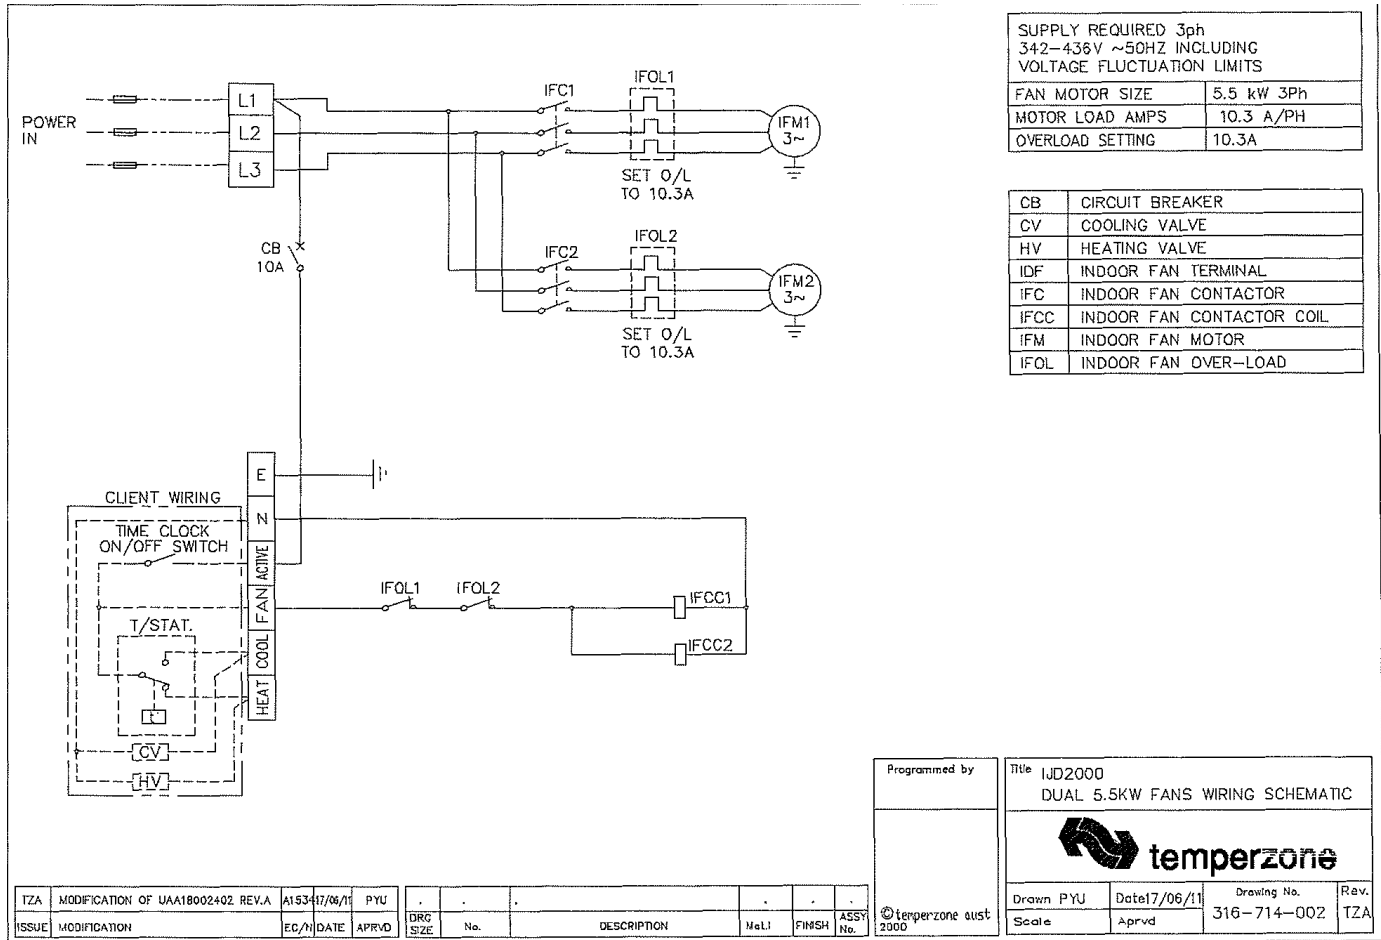 SUPPLY REQUIRED 3ph
342-436V ~50HZ INCLUDING
VOLTAGE FLUCTUATION LIMITS
FAN MOTOR SIZE 5.5 kW 3Ph
MOTOR LOAD AMPS 10.3 A/PH
OVERLOAD SETTING 10.3A
POWER
IN
L1
L2
L3
IFC1
IFOL1
IFM1
3~
SET O/L
TO 10.3A
CB
10A
IFC2
IFOL2
IFM2
3~
SET O/L
TO 10.3A
CB CIRCUIT BREAKER
CV COOLING VALVE
HV HEATING VALVE
IDF INDOOR FAN TERMINAL
IFC INDOOR FAN CONTACTOR
IFCC INDOOR FAN CONTACTOR COIL
IFM INDOOR FAN MOTOR
IFOL INDOOR FAN OVER-LOAD
CLIENT WIRING
TIME CLOCK
ON/OFF SWITCH
T/STAT.
E
N
ACTIVE
FAN
COOL
HEAT
t
CV
HV
IFOL1
IFOL2
IFCC1
IFCC2
TZA MODIFICATION OF UAA18002402 REV.A A1534 17/06/11 PYU
ISSUE MODIFICATION EC/N DATE APRVD
DRG
SIZE No. DESCRIPTION Mat.l FINISH ASSY
No.
Programmed by
© temperzone aust
2000
Title IJD2000
DUAL 5.5KW FANS WIRING SCHEMATIC
temperzone
Drawn PYU Date17/06/11 Drawing No. Rev.
Scale Aprvd 316-714-002 TZA